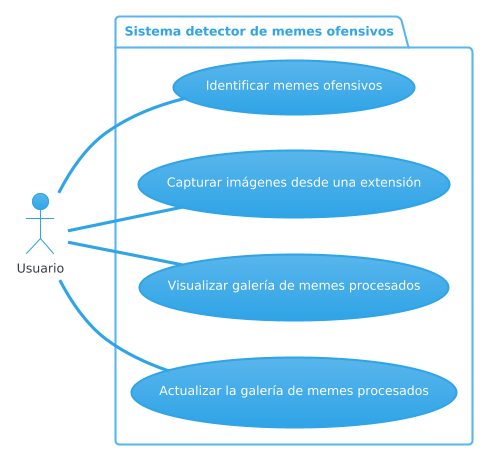 Sistema detector de memes ofensivos
Identificar memes ofensivos
Capturar imágenes desde una extensión
Visualizar galería de memes procesados
Usuario
Actualizar la galería de memes procesados